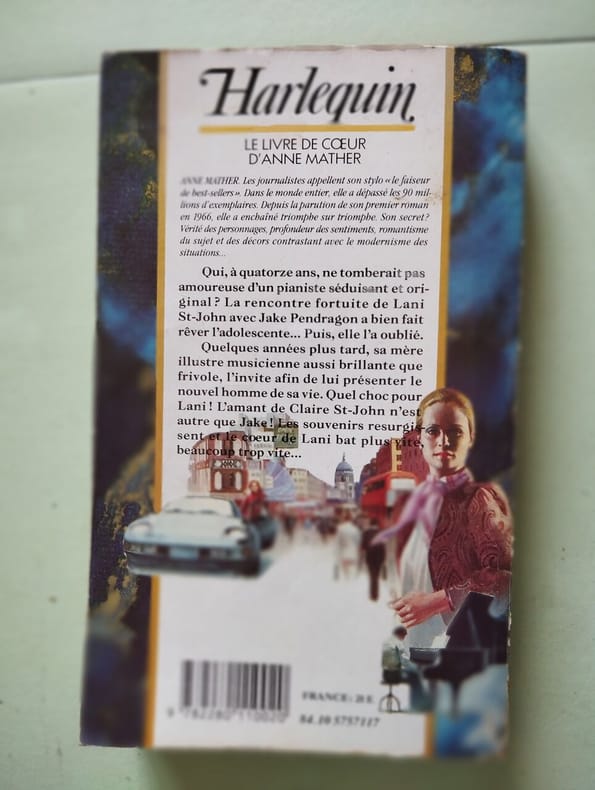 Harlequin
LE LIVRE DE CŒUR
D'ANNE MATHER
ANNE MATHER. Les journalistes appellent son stylo «le faiseur
de best-sellers». Dans le monde entier, elle a dépassé les 90 mil-
lions d'exemplaires. Depuis la parution de son premier roman
en 1966, elle a enchaîné triomphe sur triomphe. Son secret?
Vérité des personnages, profondeur des sentiments, romantisme
du sujet et des décors contrastant avec le modernisme des
situations...
Qui, à quatorze ans, ne tomberait pas
amoureuse d'un pianiste séduisant et ori-
ginal? La rencontre fortuite de Lani
St-John avec Jake Pendragon a bien fait
rêver l'adolescente... Puis, elle l'a oublié.
Quelques années plus tard, sa mère
illustre musicienne aussi brillante que
frivole, l'invite afin de lui présenter le
nouvel homme de sa vie. Quel choc pour
Lani! L'amant de Claire St-John n'est
autre que Jake! Les souvenirs resurgis-
sent et le cœur de Lani bat plus vite,
beaucoup trop vite...
FRANCE: 21 F.
9 782280 110020
84.10 5757117